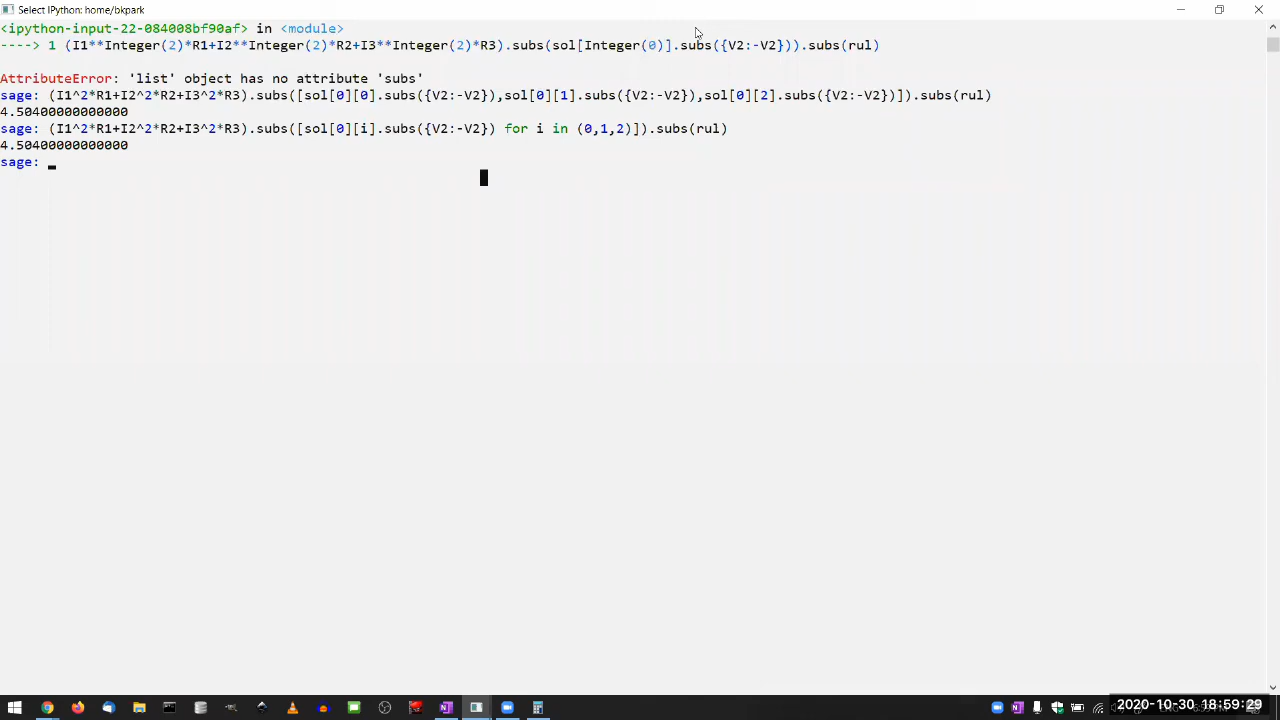 Select IPython: home/bkpark
<ipython-input-22-084008bf90af> in <module>
----> 1 (I1**Integer(2)*R1+I2**Integer(2)*R2+I3**Integer(2)*R3).subs(sol[Integer(0)].subs({V2:-V2})).subs(rul)
AttributeError: 'list' object has no attribute 'subs'
sage: (I1^2*R1+I2^2*R2+I3^2*R3).subs([sol[0][0].subs({V2:-V2}),sol[0][1].subs({V2:-V2}),sol[0][2].subs({V2:-V2})]).subs(rul)
4.50400000000000
sage: (I1^2*R1+I2^2*R2+I3^2*R3).subs([sol[0][i].subs({V2:-V2}) for i in (0,1,2)]).subs(rul)
4.50400000000000
sage:
2020-10-30 18:59:29